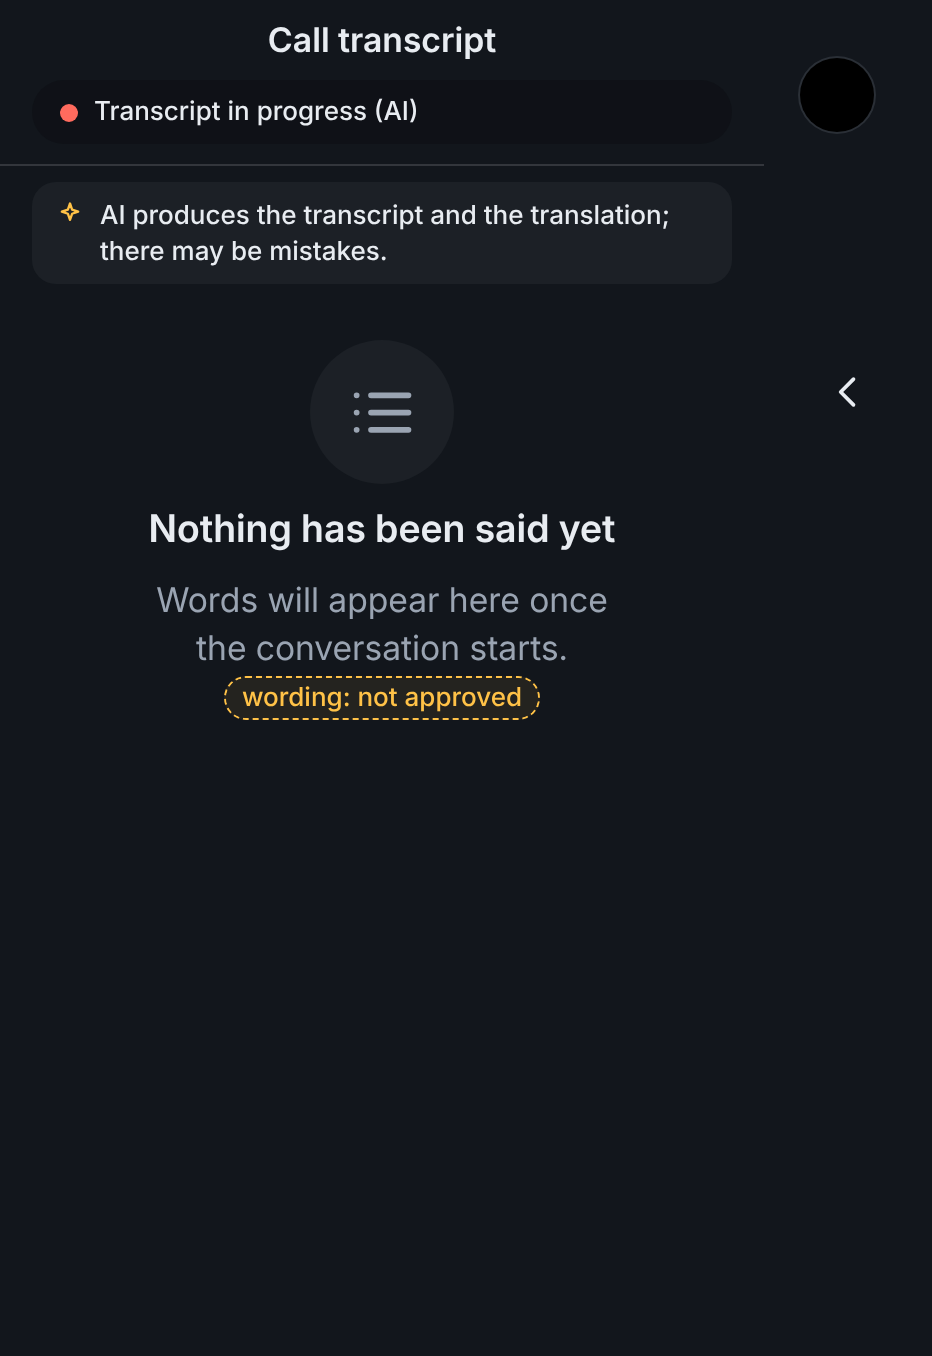 Call transcript
Transcript in progress (AI)
AI produces the transcript and the translation;
there may be mistakes.
Nothing has been said yet
Words will appear here once
the conversation starts.
wording: not approved